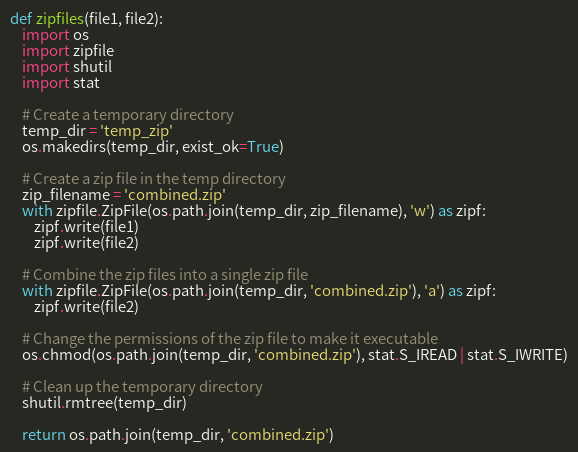 def zipfiles(file1, file2):
    import os
    import zipfile
    import shutil
    import stat

    # Create a temporary directory
    temp_dir = 'temp_zip'
    os.makedirs(temp_dir, exist_ok=True)

    # Create a zip file in the temp directory
    zip_filename = 'combined.zip'
    with zipfile.ZipFile(os.path.join(temp_dir, zip_filename), 'w') as zipf:
        zipf.write(file1)
        zipf.write(file2)

    # Combine the zip files into a single zip file
    with zipfile.ZipFile(os.path.join(temp_dir, 'combined.zip'), 'a') as zipf:
        zipf.write(file2)

    # Change the permissions of the zip file to make it executable
    os.chmod(os.path.join(temp_dir, 'combined.zip'), stat.S_IREAD | stat.S_IWRITE)

    # Clean up the temporary directory
    shutil.rmtree(temp_dir)

    return os.path.join(temp_dir, 'combined.zip')